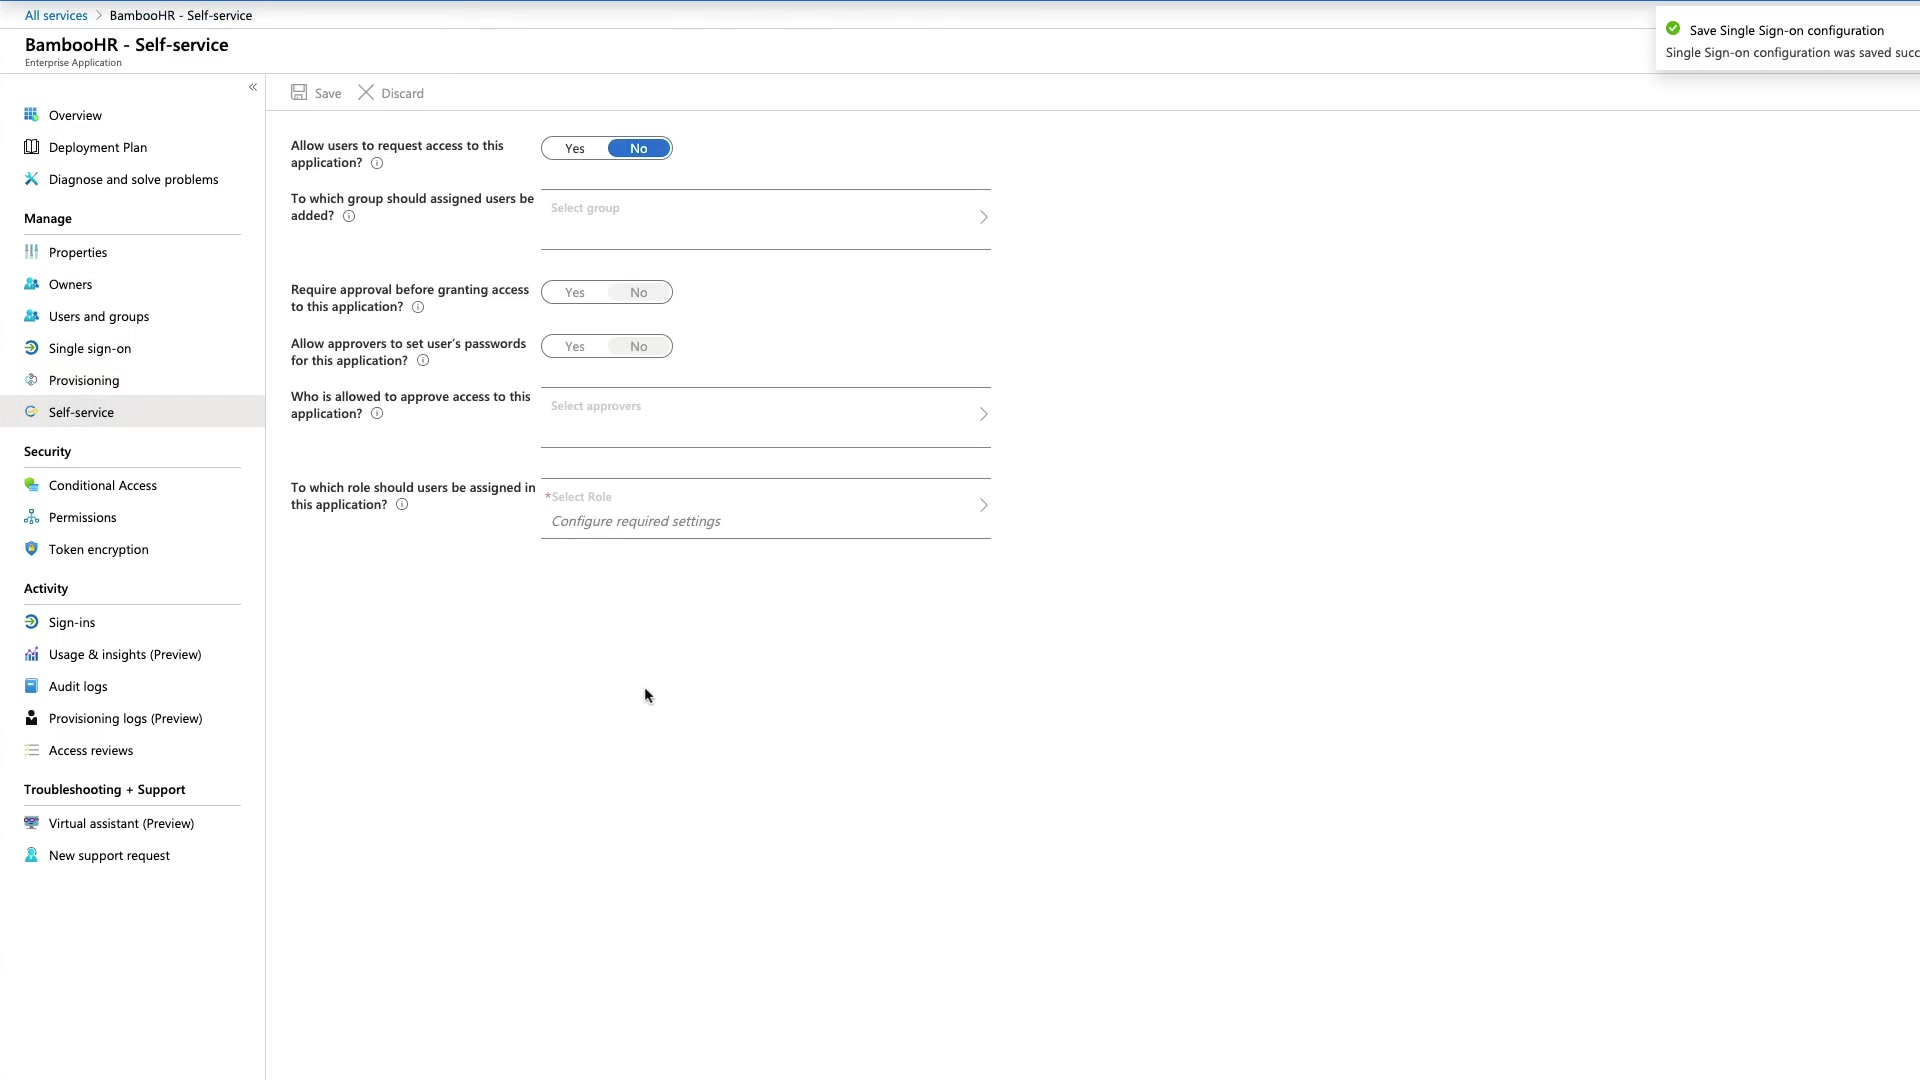 All services > BambooHR - Self-service
BambooHR - Self-service
Enterprise Application
Save Single Sign-on configuration
Single Sign-on configuration was saved succ
«
Overview
Deployment Plan
Diagnose and solve problems
Manage
Properties
Owners
Users and groups
Single sign-on
Provisioning
Self-service
Security
Conditional Access
Permissions
Token encryption
Activity
Sign-ins
Usage & insights (Preview)
Audit logs
Provisioning logs (Preview)
Access reviews
Troubleshooting + Support
Virtual assistant (Preview)
New support request
Save Discard
Allow users to request access to this
application?
Yes No
To which group should assigned users be
added?
Select group
Require approval before granting access
to this application?
Yes No
Allow approvers to set user's passwords
for this application?
Yes No
Who is allowed to approve access to this
application?
Select approvers
To which role should users be assigned in
this application?
*Select Role
Configure required settings